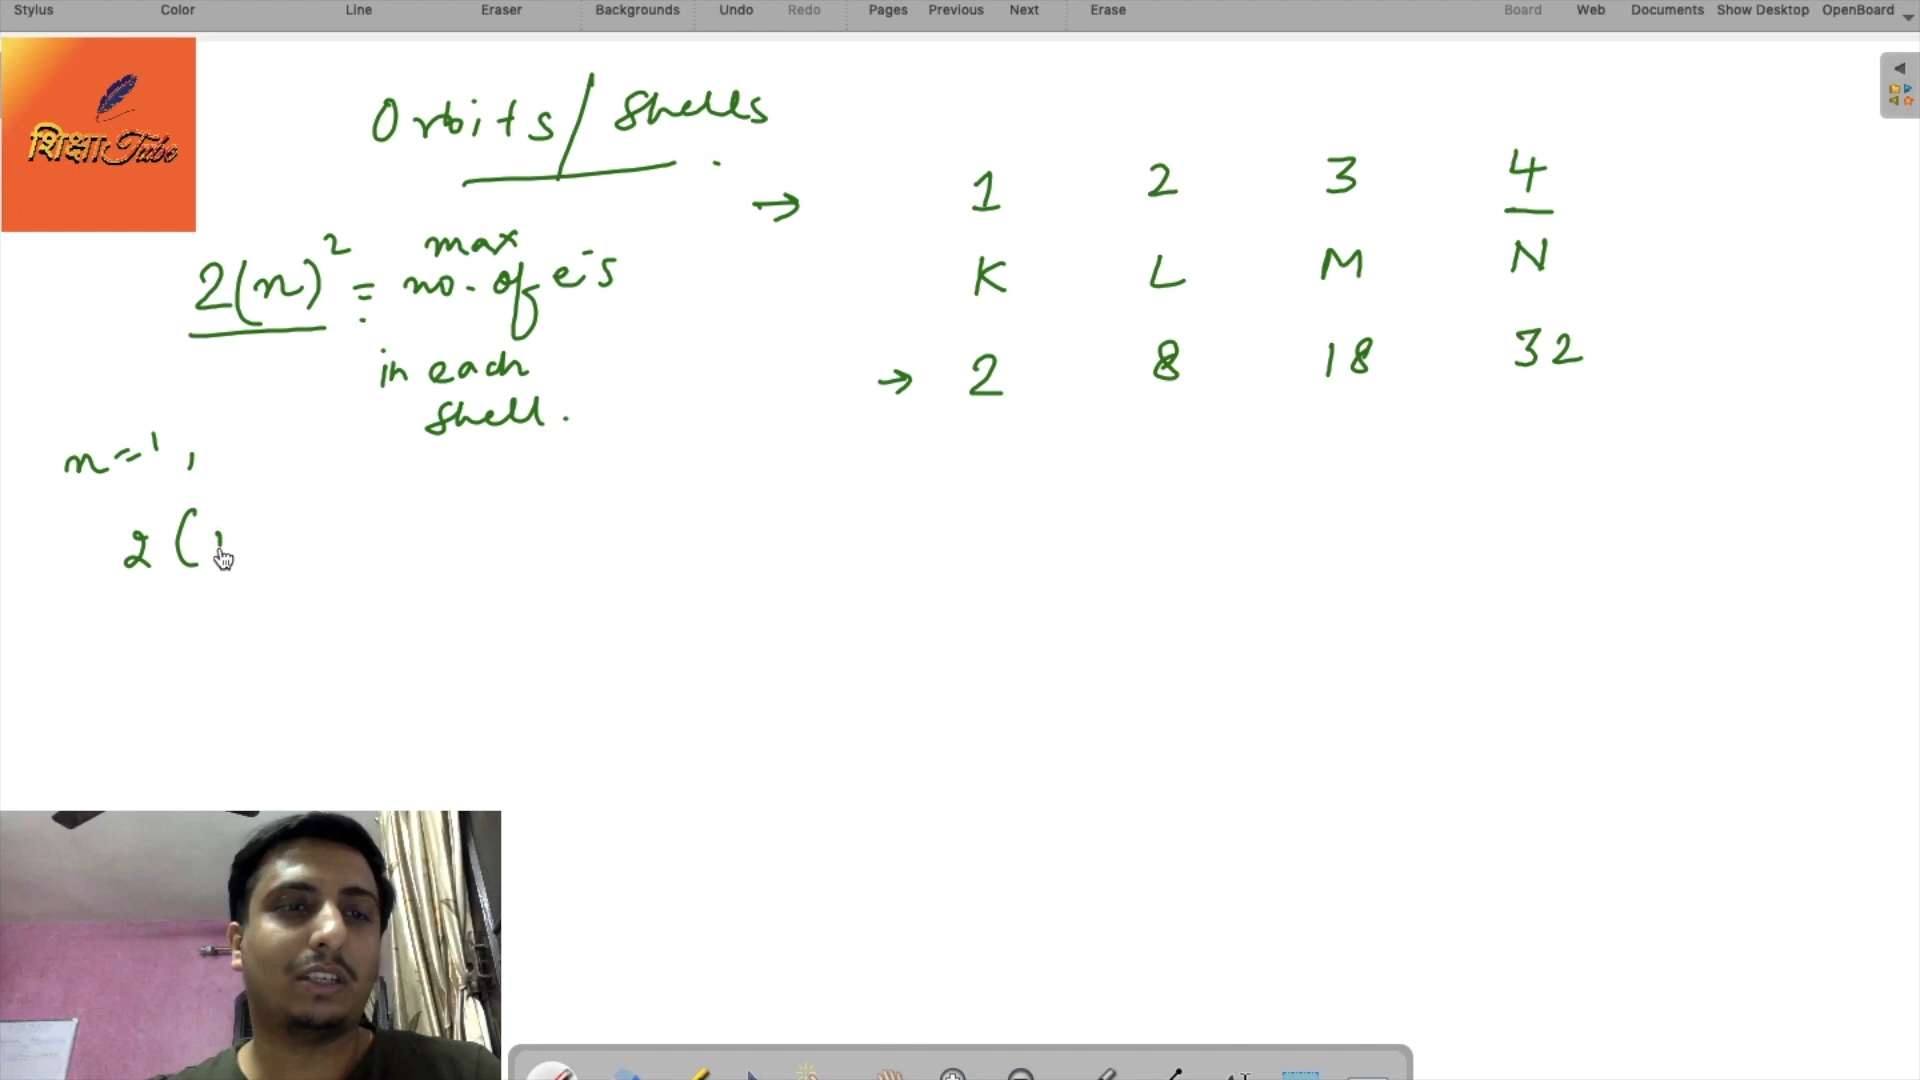 Stylus Color Line Eraser Backgrounds Undo Redo Pages Previous Next Erase Board Web Documents Show Desktop OpenBoard
शिक्षा Tube
Orbits/Shells
→ 1 2 3 4
K L M N
→ 2 8 18 32
2(n)² = max no. of e⁻s
in each
shell.
n=1,
2(1